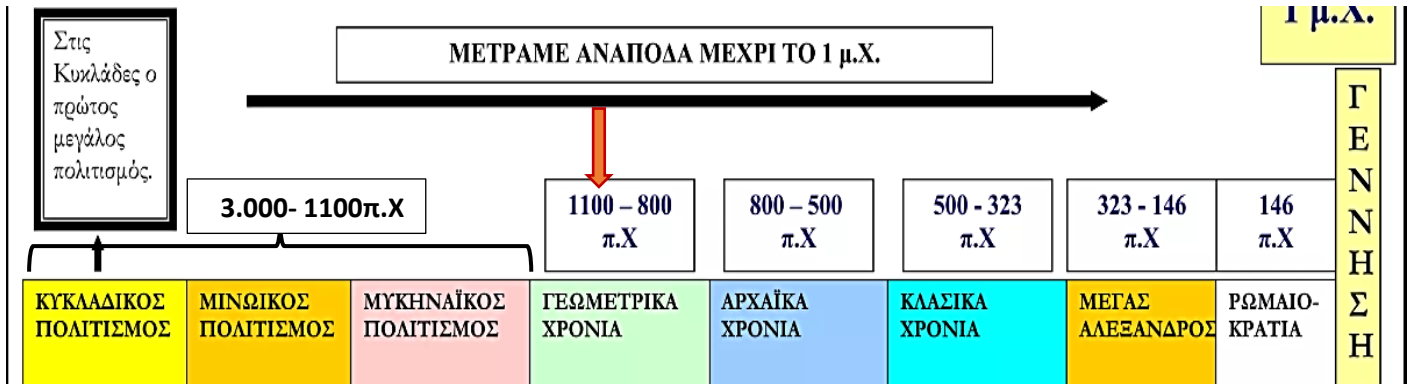 1 μ.Χ.
Στις
Κυκλάδες ο
πρώτος
μεγάλος
πολιτισμός.
ΜΕΤΡΑΜΕ ΑΝΑΠΟΔΑ ΜΕΧΡΙ ΤΟ 1 μ.Χ.
3.000- 1100π.Χ
1100 – 800
π.Χ
800 – 500
π.Χ
500 - 323
π.Χ
323 - 146
π.Χ
146
π.Χ
ΚΥΚΛΑΔΙΚΟΣ
ΠΟΛΙΤΙΣΜΟΣ
ΜΙΝΩΙΚΟΣ
ΠΟΛΙΤΙΣΜΟΣ
ΜΥΚΗΝΑΪΚΟΣ
ΠΟΛΙΤΙΣΜΟΣ
ΓΕΩΜΕΤΡΙΚΑ
ΧΡΟΝΙΑ
ΑΡΧΑΪΚΑ
ΧΡΟΝΙΑ
ΚΛΑΣΙΚΑ
ΧΡΟΝΙΑ
ΜΕΓΑΣ
ΑΛΕΞΑΝΔΡΟΣ
ΡΩΜΑΙΟ-
ΚΡΑΤΙΑ
Γ
Ε
Ν
Ν
Η
Σ
Η